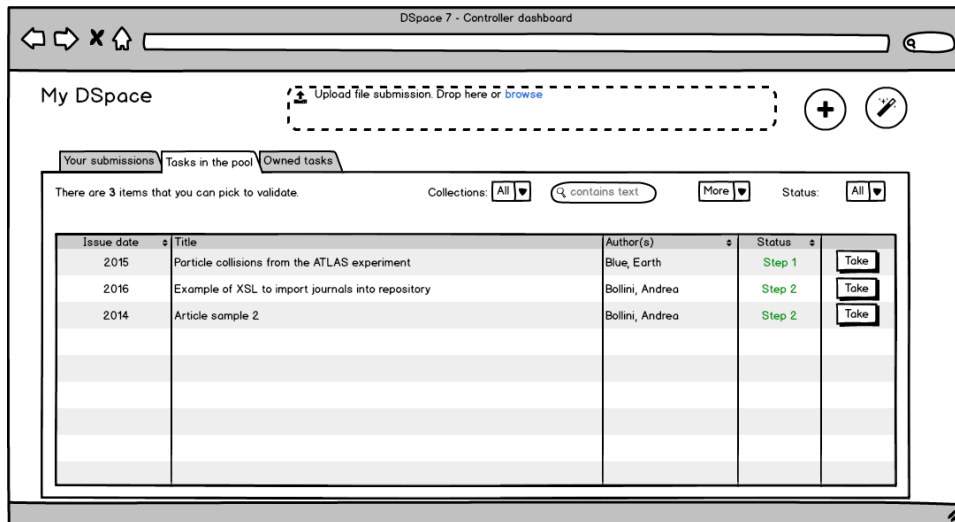 DSpace 7 - Controller dashboard
My DSpace
Upload file submission. Drop here or browse
Your submissions Tasks in the pool Owned tasks
There are 3 items that you can pick to validate. Collections: All contains text More Status: All
Issue date Title Author(s) Status
2015 Particle collisions from the ATLAS experiment Blue, Earth Step 1 Take
2016 Example of XSL to import journals into repository Bollini, Andrea Step 2 Take
2014 Article sample 2 Bollini, Andrea Step 2 Take